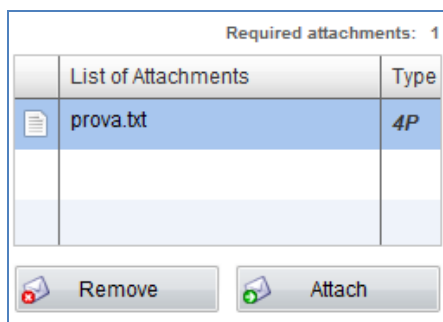 Required attachments: 1
List of Attachments Type
prova.txt 4P
Remove Attach